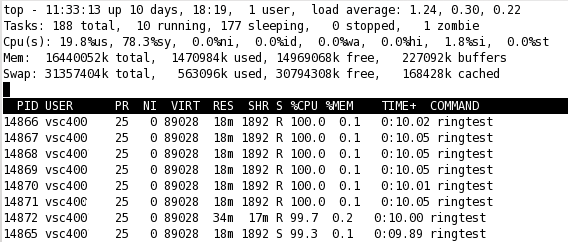 top - 11:33:13 up 10 days, 18:19,  1 user,  load average: 1.24, 0.30, 0.22
Tasks: 188 total,  10 running, 177 sleeping,   0 stopped,   1 zombie
Cpu(s): 19.8%us, 78.3%sy,  0.0%ni,  0.0%id,  0.0%wa,  0.0%hi,  1.8%si,  0.0%st
Mem:  16440052k total,  1470984k used, 14969068k free,   227092k buffers
Swap: 31357404k total,   563096k used, 30794308k free,   168428k cached
PID USER      PR  NI  VIRT  RES  SHR S %CPU %MEM    TIME+  COMMAND
14866 vsc400    25   0 89028  18m 1892 R 100.0  0.1   0:10.02 ringtest
14867 vsc400    25   0 89028  18m 1892 R 100.0  0.1   0:10.05 ringtest
14868 vsc400    25   0 89028  18m 1892 R 100.0  0.1   0:10.05 ringtest
14869 vsc400    25   0 89028  18m 1892 R 100.0  0.1   0:10.05 ringtest
14870 vsc400    25   0 89028  18m 1892 R 100.0  0.1   0:10.01 ringtest
14871 vsc400    25   0 89028  18m 1892 R 100.0  0.1   0:10.05 ringtest
14872 vsc400    25   0 89028  34m  17m R 99.7  0.2   0:10.00 ringtest
14865 vsc400    25   0 89028  18m 1892 R 99.3  0.1   0:09.89 ringtest